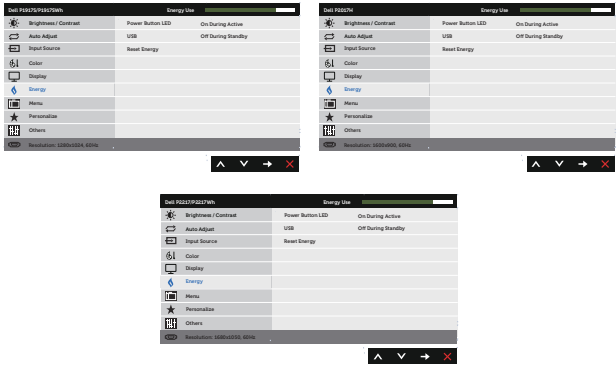 Dell P1917S/P1917SWh Energy Use
Brightness / Contrast Power Button LED On During Active
Auto Adjust USB Off During Standby
Input Source Reset Energy
Color
Display
Energy
Menu
Personalize
Others
Resolution: 1280x1024, 60Hz
Dell P2017H Energy Use
Brightness / Contrast Power Button LED On During Active
Auto Adjust USB Off During Standby
Input Source Reset Energy
Color
Display
Energy
Menu
Personalize
Others
Resolution: 1600x900, 60Hz
Dell P2217/P2217Wh Energy Use
Brightness / Contrast Power Button LED On During Active
Auto Adjust USB Off During Standby
Input Source Reset Energy
Color
Display
Energy
Menu
Personalize
Others
Resolution: 1680x1050, 60Hz